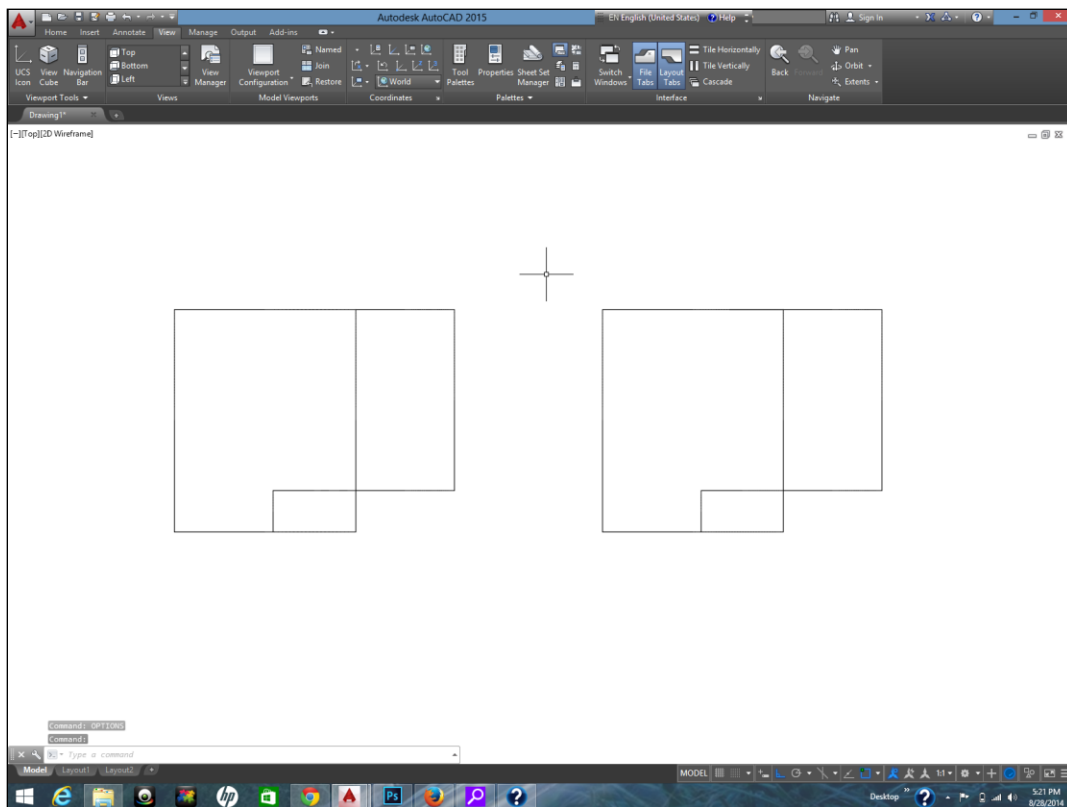 Autodesk AutoCAD 2015
EN English (United States) Help
Sign In
Home Insert Annotate View Manage Output Add-ins
UCS Icon
View Cube
Navigation Bar
Top
Bottom
Left
View Manager
Viewport Configuration
Named
Join
Restore
World
Tool Palettes
Properties
Sheet Set Manager
Switch Windows
File Tabs
Layout Tabs
Tile Horizontally
Tile Vertically
Cascade
Back
Forward
Pan
Orbit
Extents
Viewport Tools Views Model Viewports Coordinates Palettes Interface Navigate
Drawing1*
[−][Top][2D Wireframe]
Command: OPTIONS
Command:
Type a command
Model Layout1 Layout2 +
MODEL 1:1
hp
Ps
Desktop
5:21 PM
8/28/2014